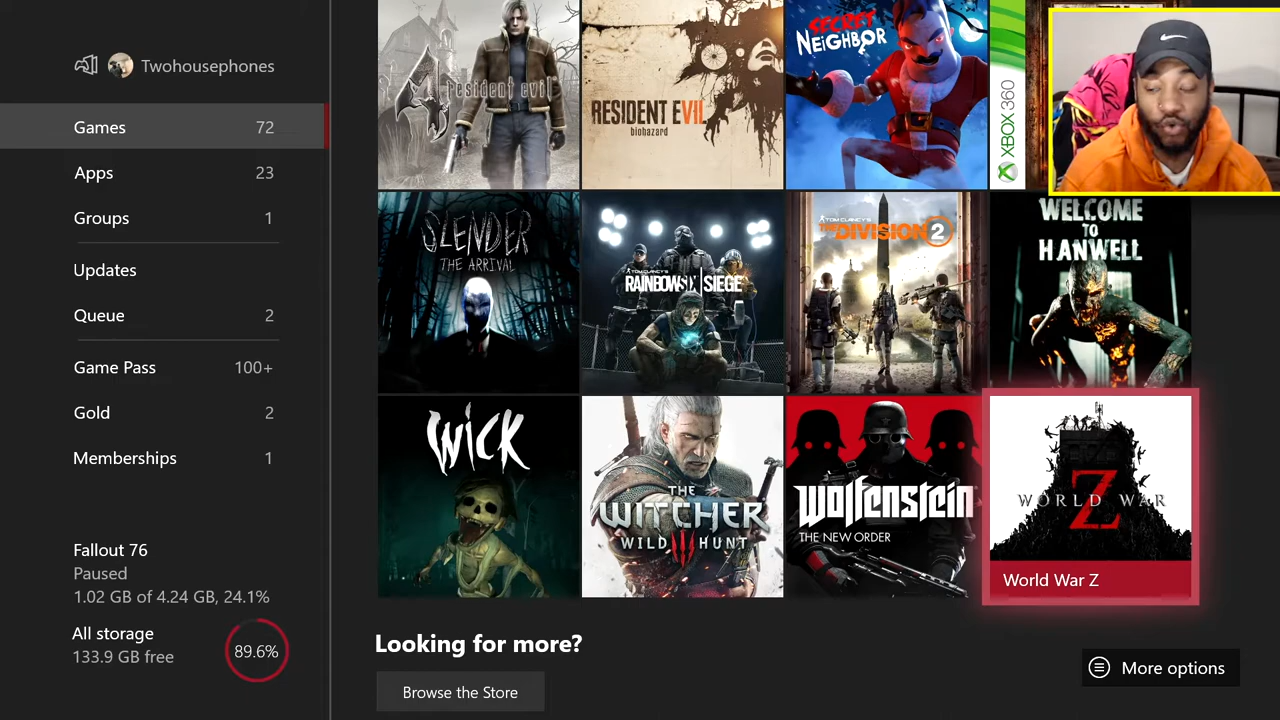 Twohousephones
Games 72
Apps 23
Groups 1
Updates
Queue 2
Game Pass 100+
Gold 2
Memberships 1
Fallout 76
Paused
1.02 GB of 4.24 GB, 24.1%
All storage
133.9 GB free
89.6%
4 resident evil
RESIDENT EVIL
biohazard
SECRET
NEiGHBOR
XBOX 360
SLENDER
THE ARRIVAL
TOM CLANCY'S
RAINBOW SIX | SIEGE
TOM CLANCY'S
THE DIVISION 2
WELCOME
TO
HANWELL
WICK
THE
WITCHER
WILD HUNT
Wolfenstein
THE NEW ORDER
WORLD WAR
Z
World War Z
Looking for more?
Browse the Store
More options